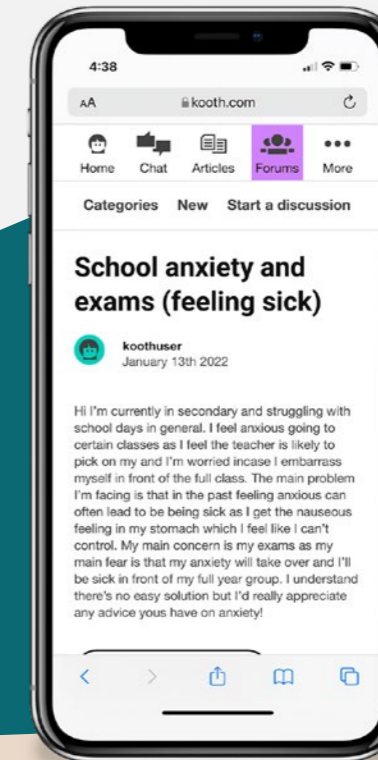 4:38
AA
kooth.com
Home Chat Articles Forums More
Categories New Start a discussion
School anxiety and
exams (feeling sick)
koothuser
January 13th 2022
Hi I'm currently in secondary and struggling with
school days in general. I feel anxious going to
certain classes as I feel the teacher is likely to
pick on my and I'm worried incase I embarrass
myself in front of the full class. The main problem
I'm facing is that in the past feeling anxious can
often lead to be being sick as I get the nauseous
feeling in my stomach which I feel like I can't
control. My main concern is my exams as my
main fear is that my anxiety will take over and I'll
be sick in front of my full year group. I understand
there's no easy solution but I'd really appreciate
any advice yous have on anxiety!